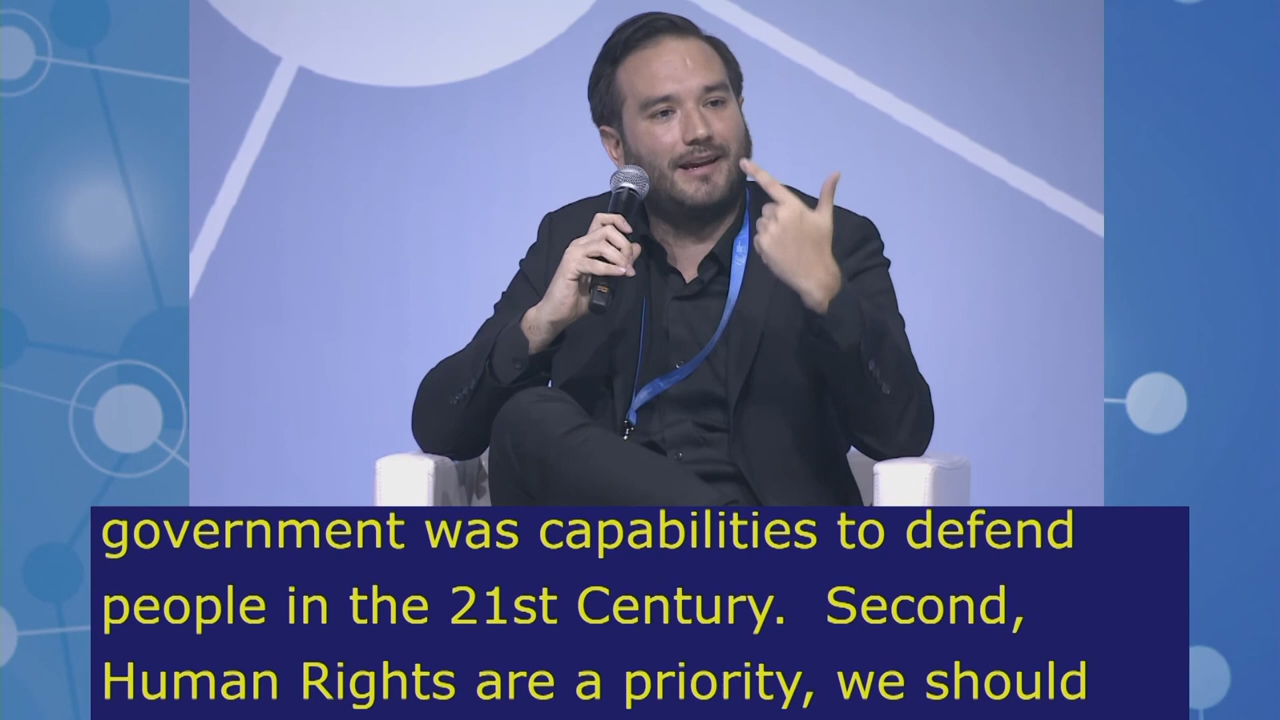 government was capabilities to defend
people in the 21st Century.  Second,
Human Rights are a priority, we should